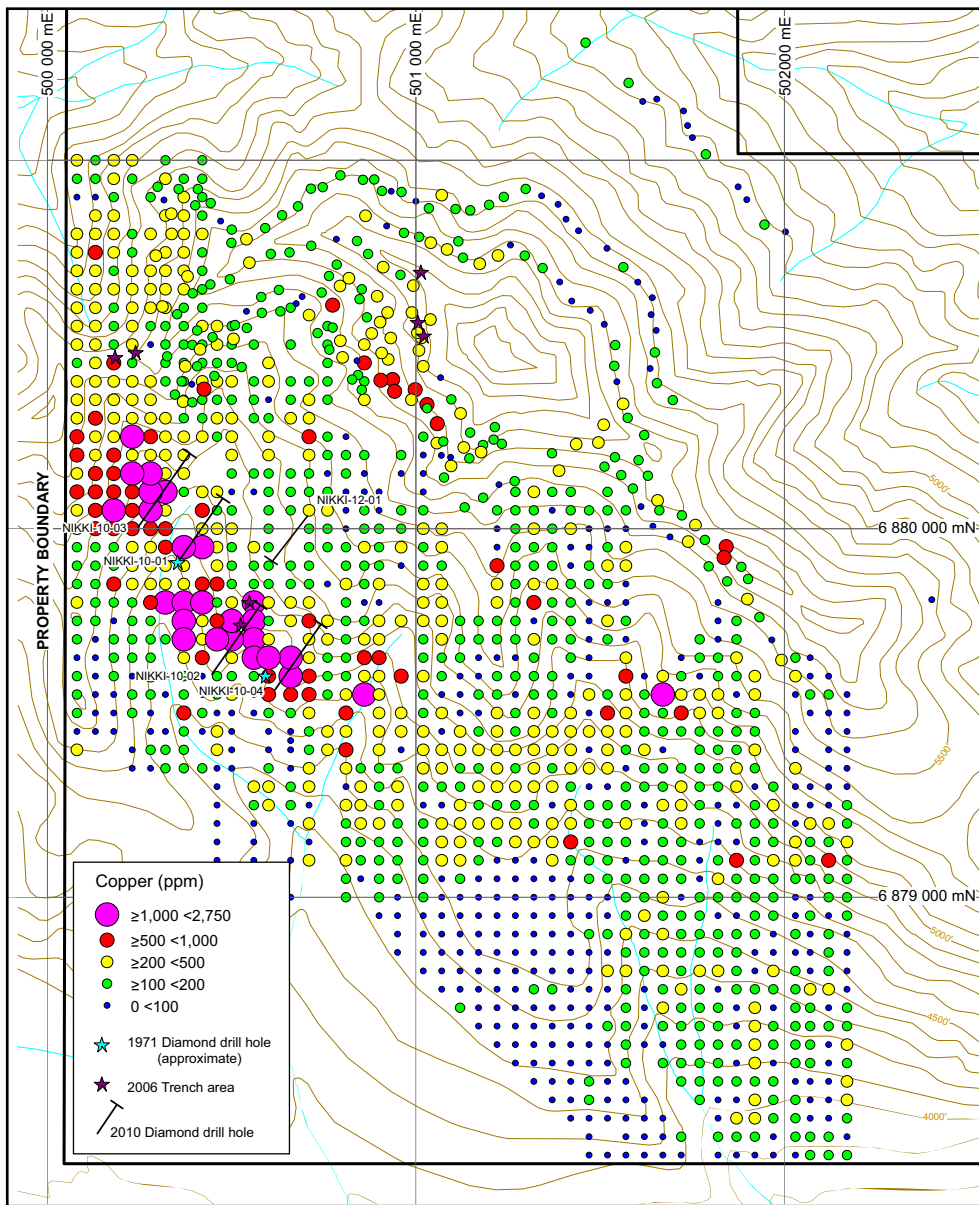 500 000 mE
501 000 mE
502000 mE
5000'
NIKKI-12-01
NIKKI-10-03
6 880 000 mN
NIKKI-10-01
PROPERTY BOUNDARY
NIKKI-10-02
NIKKI-10-04
5500
Copper (ppm)
≥1,000 <2,750
≥500 <1,000
≥200 <500
≥100 <200
0 <100
1971 Diamond drill hole
(approximate)
2006 Trench area
2010 Diamond drill hole
6 879 000 mN
5000'
4500'
4000'